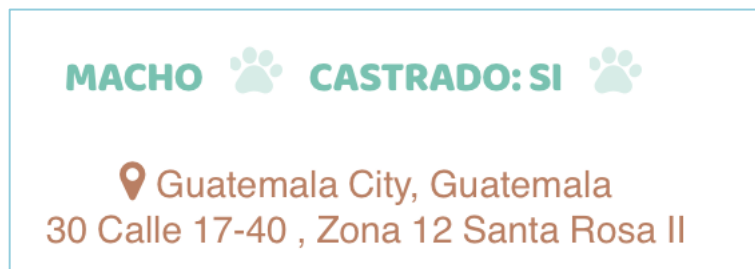 MACHO CASTRADO: SI
Guatemala City, Guatemala
30 Calle 17-40 , Zona 12 Santa Rosa II